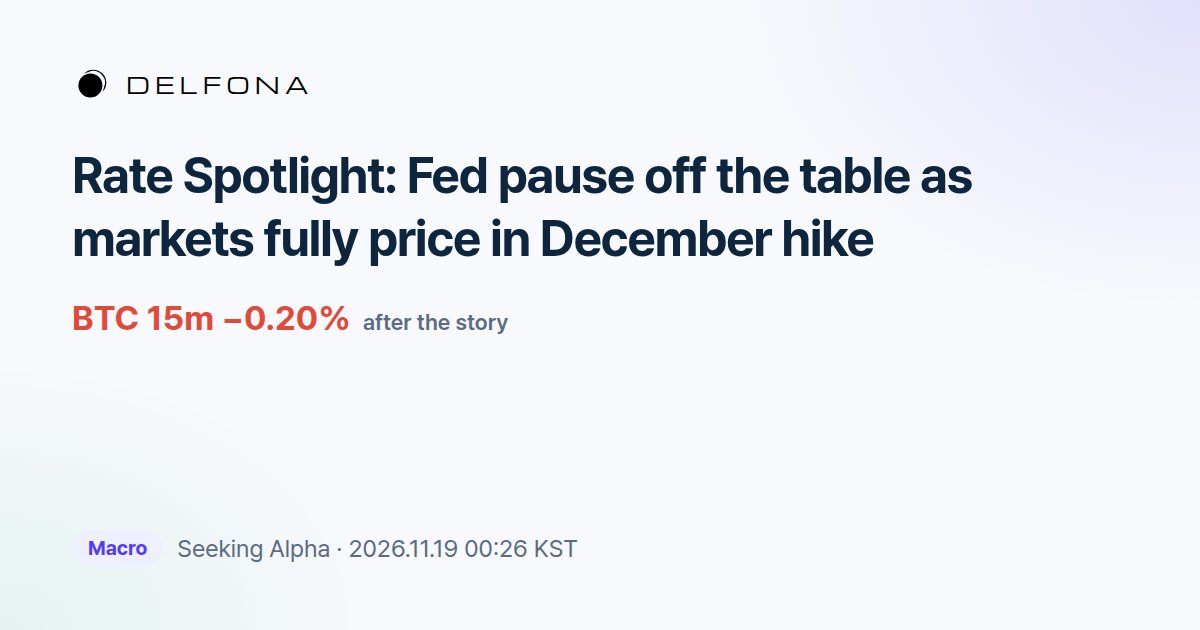 DELFONA
Rate Spotlight: Fed pause off the table as
markets fully price in December hike
BTC 15m −0.20% after the story
Macro Seeking Alpha · 2026.11.19 00:26 KST